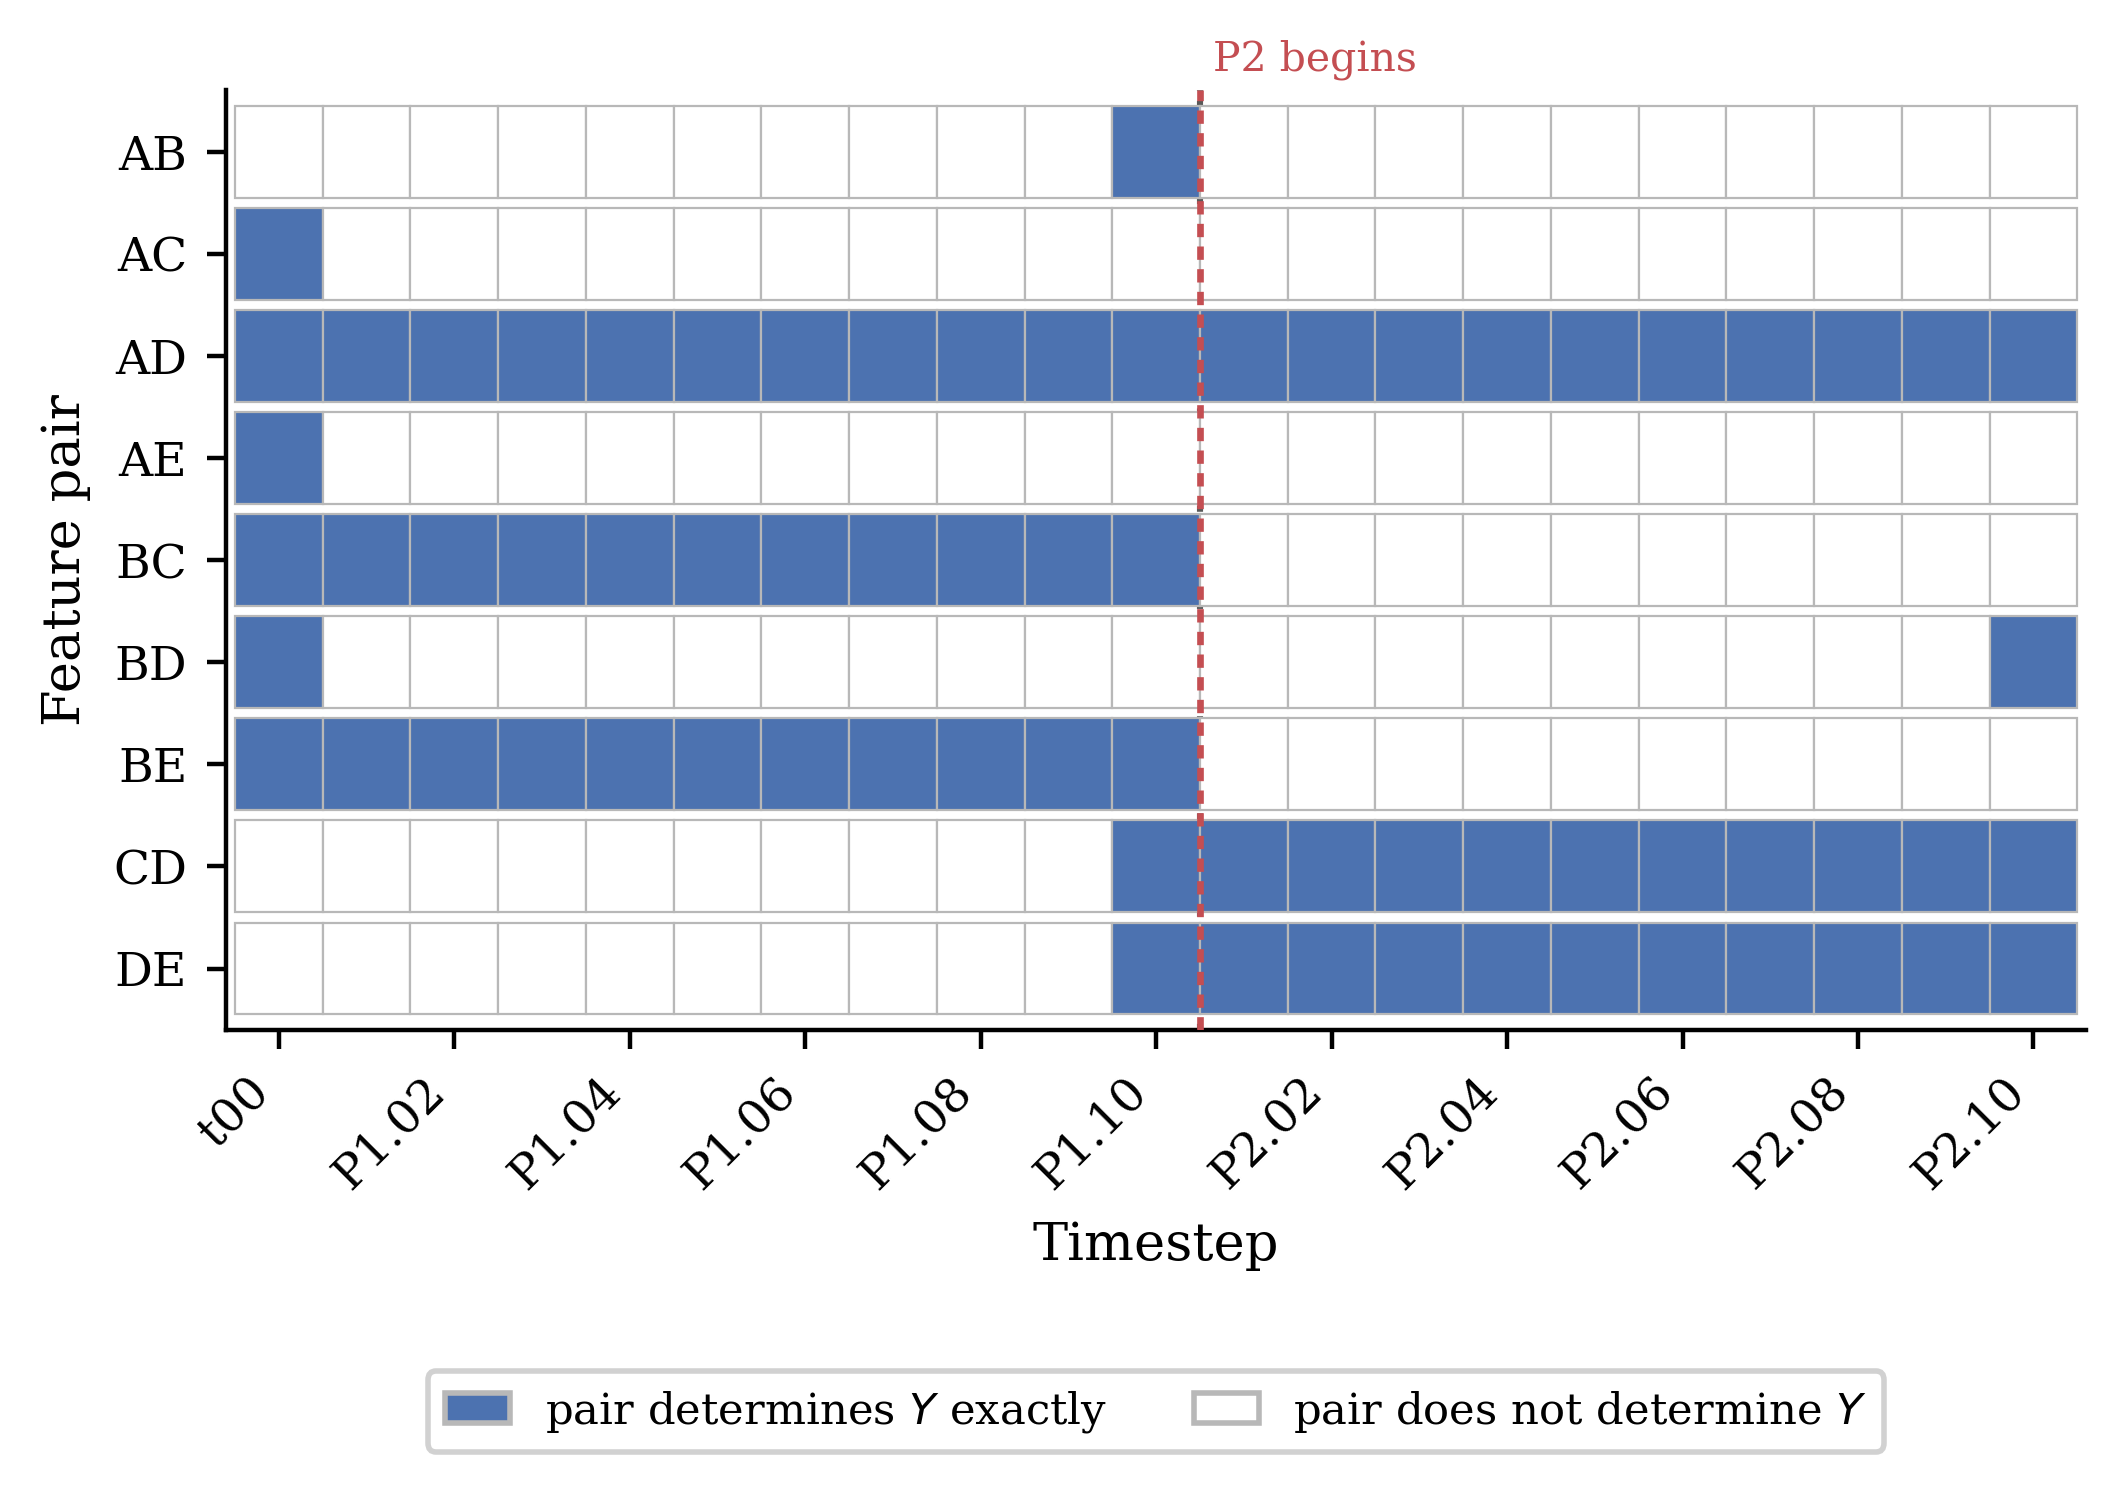 P2 begins
AB
AC
AD
AE
BC
BD
BE
CD
DE
Feature pair
t00
P1.02
P1.04
P1.06
P1.08
P1.10
P2.02
P2.04
P2.06
P2.08
P2.10
Timestep
pair determines Y exactly
pair does not determine Y